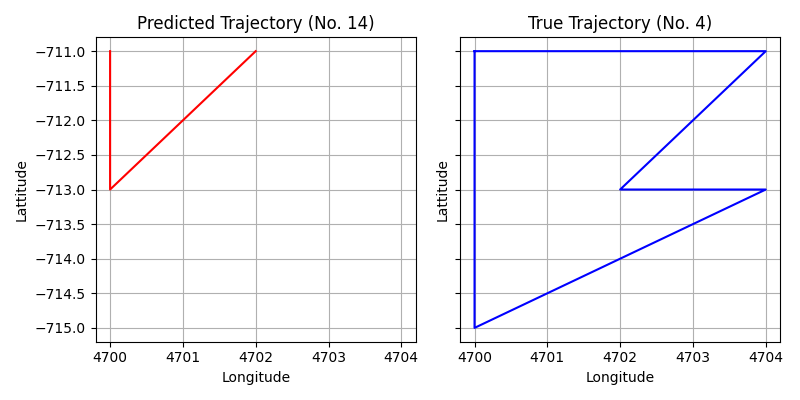 Predicted Trajectory (No. 14)
−711.0
−711.5
−712.0
−712.5
−713.0
−713.5
−714.0
−714.5
−715.0
Lattitude
4700 4701 4702 4703 4704
Longitude
True Trajectory (No. 4)
Lattitude
4700 4701 4702 4703 4704
Longitude